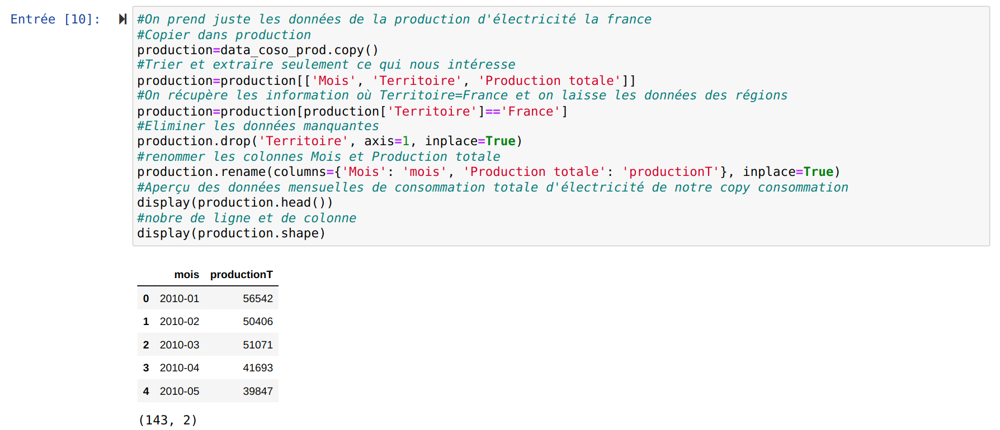 Entrée [10]:
#On prend juste les données de la production d'électricité la france
#Copier dans production
production=data_coso_prod.copy()
#Trier et extraire seulement ce qui nous intéresse
production=production[['Mois', 'Territoire', 'Production totale']]
#On récupère les information où Territoire=France et on laisse les données des régions
production=production[production['Territoire']=='France']
#Eliminer les données manquantes
production.drop('Territoire', axis=1, inplace=True)
#renommer les colonnes Mois et Production totale
production.rename(columns={'Mois': 'mois', 'Production totale': 'productionT'}, inplace=True)
#Aperçu des données mensuelles de consommation totale d'électricité de notre copy consommation
display(production.head())
#nobre de ligne et de colonne
display(production.shape)
mois productionT
0 2010-01 56542
1 2010-02 50406
2 2010-03 51071
3 2010-04 41693
4 2010-05 39847
(143, 2)